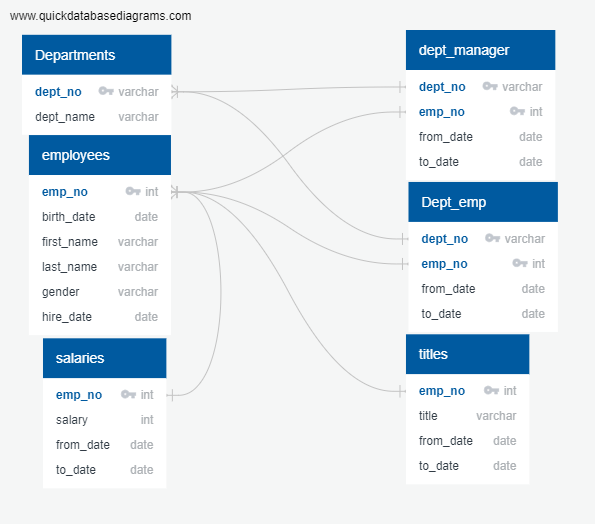 www.quickdatabasediagrams.com
Departments
dept_no varchar
dept_name varchar
employees
emp_no int
birth_date date
first_name varchar
last_name varchar
gender varchar
hire_date date
salaries
emp_no int
salary int
from_date date
to_date date
dept_manager
dept_no varchar
emp_no int
from_date date
to_date date
Dept_emp
dept_no varchar
emp_no int
from_date date
to_date date
titles
emp_no int
title varchar
from_date date
to_date date